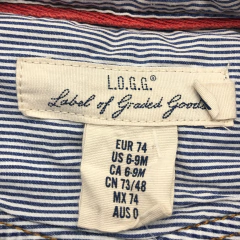 L.O.G.G.®
Label of Graded Goods
EUR 74
US 6-9M
CA 6-9M
CN 73/48
MX 74
AUS 0